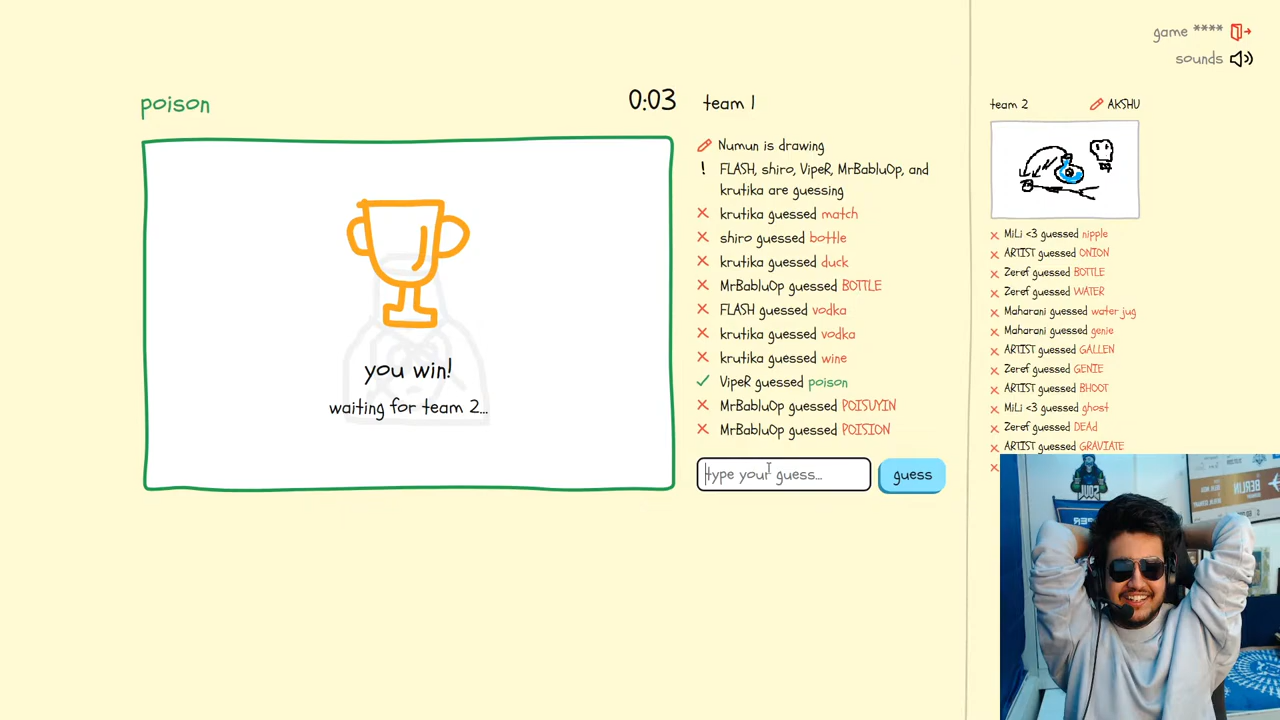 game ****
sounds
poison
0:03
team 1
Numun is drawing
! FLASH, shiro, VipeR, MrBabluOp, and
krutika are guessing
krutika guessed match
shiro guessed bottle
krutika guessed duck
MrBabluOp guessed BOTTLE
FLASH guessed vodka
krutika guessed vodka
krutika guessed wine
VipeR guessed poison
MrBabluOp guessed POISUYIN
MrBabluOp guessed POISION
type your guess...
guess
you win!
waiting for team 2...
team 2
AKSHU
MiLi <3 guessed nipple
ARTIST guessed ONION
Zeref guessed BOTTLE
Zeref guessed WATER
Maharani guessed water jug
Maharani guessed genie
ARTIST guessed GALLEN
Zeref guessed GENIE
ARTIST guessed BHOOT
MiLi <3 guessed ghost
Zeref guessed DEAd
ARTIST guessed GRAVIATE
SOUL
BERLIN